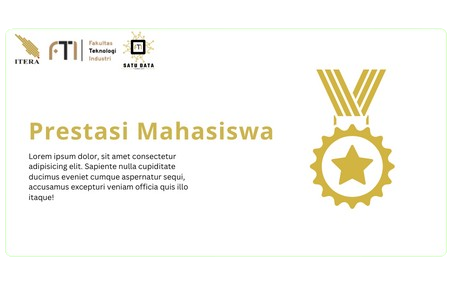 ITERA
FTI
Fakultas
Teknologi
Industri
FTI
SATU DATA
Prestasi Mahasiswa
Lorem ipsum dolor, sit amet consectetur
adipisicing elit. Sapiente nulla cupiditate
ducimus eveniet cumque aspernatur sequi,
accusamus excepturi veniam officia quis illo
itaque!